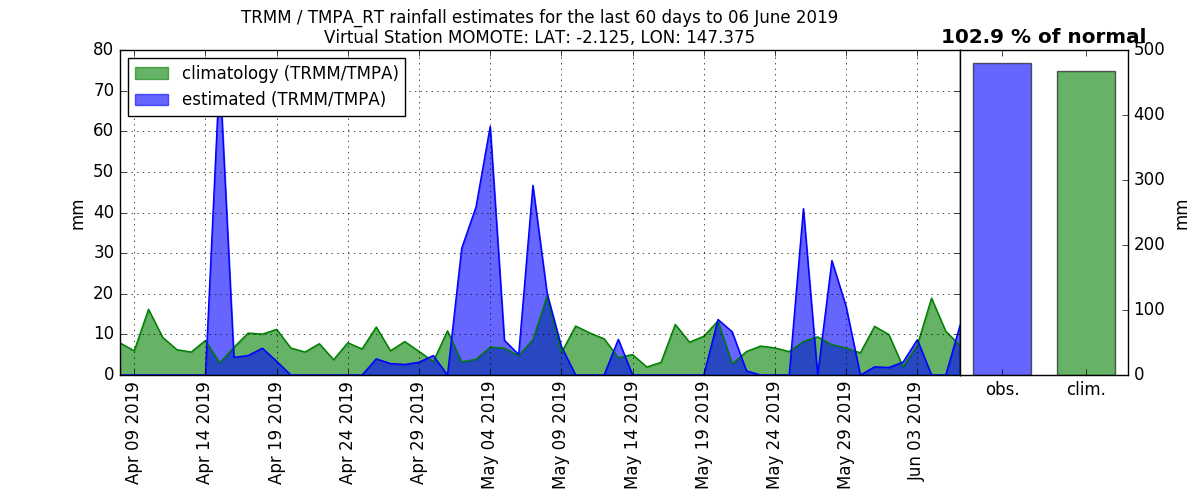 TRMM / TMPA_RT rainfall estimates for the last 60 days to 06 June 2019
Virtual Station MOMOTE: LAT: -2.125, LON: 147.375
102.9 % of normal
climatology (TRMM/TMPA)
estimated (TRMM/TMPA)
80
70
60
50
40
30
20
10
0
mm
Apr 09 2019
Apr 14 2019
Apr 19 2019
Apr 24 2019
Apr 29 2019
May 04 2019
May 09 2019
May 14 2019
May 19 2019
May 24 2019
May 29 2019
Jun 03 2019
obs.
clim.
500
400
300
200
100
0
mm